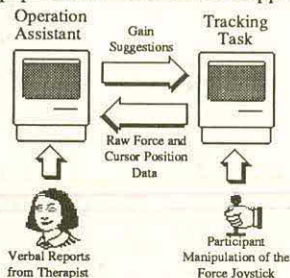 Operation
Assistant
Gain
Suggestions
Tracking
Task
Raw Force and
Cursor Position
Data
Verbal Reports
from Therapist
Participant
Manipulation of the
Force Joystick